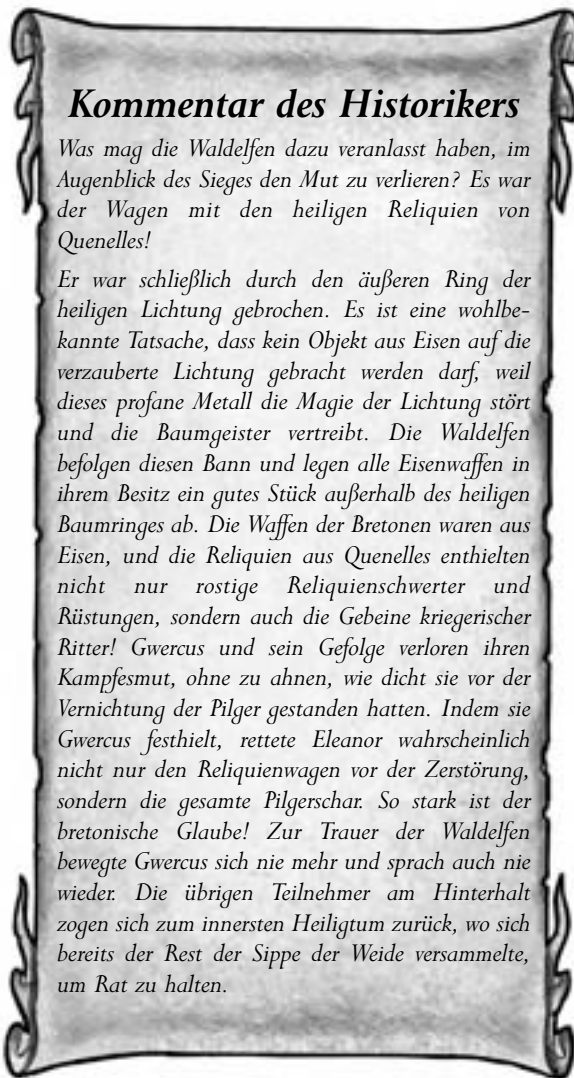 Kommentar des Historikers
Was mag die Waldelfen dazu veranlasst haben, im
Augenblick des Sieges den Mut zu verlieren? Es war
der Wagen mit den heiligen Reliquien von
Quenelles!
Er war schließlich durch den äußeren Ring der
heiligen Lichtung gebrochen. Es ist eine wohlbe-
kannte Tatsache, dass kein Objekt aus Eisen auf die
verzauberte Lichtung gebracht werden darf, weil
dieses profane Metall die Magie der Lichtung stört
und die Baumgeister vertreibt. Die Waldelfen
befolgen diesen Bann und legen alle Eisenwaffen in
ihrem Besitz ein gutes Stück außerhalb des heiligen
Baumringes ab. Die Waffen der Bretonen waren aus
Eisen, und die Reliquien aus Quenelles enthielten
nicht nur rostige Reliquienschwerter und
Rüstungen, sondern auch die Gebeine kriegerischer
Ritter! Gwercus und sein Gefolge verloren ihren
Kampfesmut, ohne zu ahnen, wie dicht sie vor der
Vernichtung der Pilger gestanden hatten. Indem sie
Gwercus festhielt, rettete Eleanor wahrscheinlich
nicht nur den Reliquienwagen vor der Zerstörung,
sondern die gesamte Pilgerschar. So stark ist der
bretonische Glaube! Zur Trauer der Waldelfen
bewegte Gwercus sich nie mehr und sprach auch nie
wieder. Die übrigen Teilnehmer am Hinterhalt
zogen sich zum innersten Heiligtum zurück, wo sich
bereits der Rest der Sippe der Weide versammelte,
um Rat zu halten.